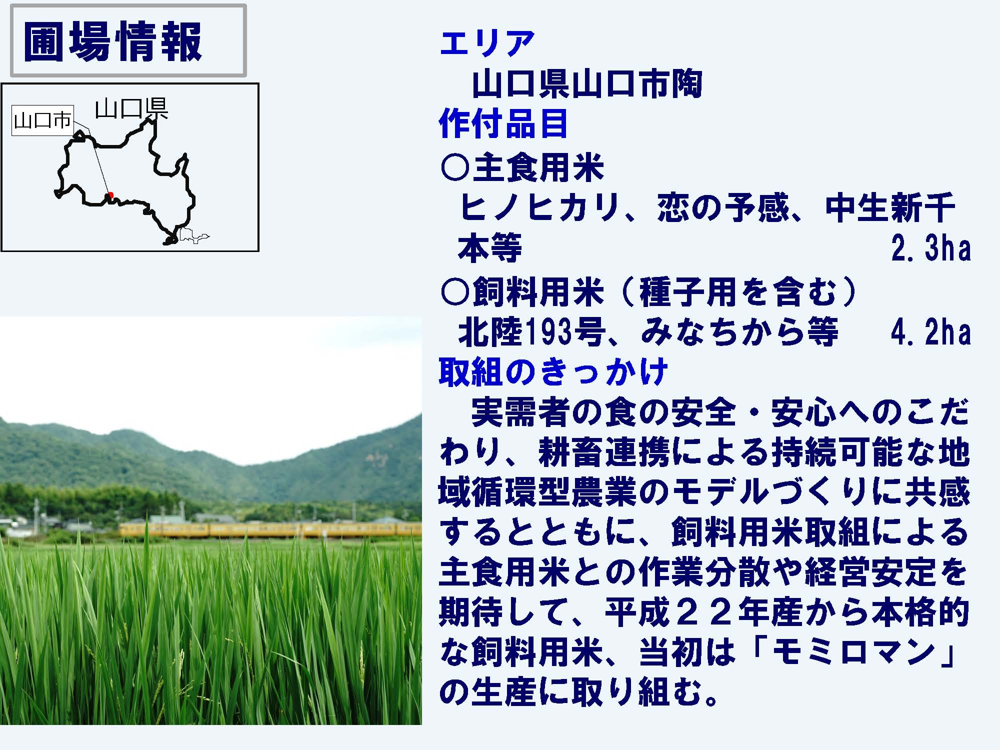 圃場情報
山口県
山口市
エリア
山口県山口市陶
作付品目
○主食用米
ヒノヒカリ、恋の予感、中生新千
本等 2.3ha
○飼料用米（種子用を含む）
北陸193号、みなちから等 4.2ha
取組のきっかけ
実需者の食の安全・安心へのこだ
わり、耕畜連携による持続可能な地
域循環型農業のモデルづくりに共感
するとともに、飼料用米取組による
主食用米との作業分散や経営安定を
期待して、平成２２年産から本格的
な飼料用米、当初は「モミロマン」
の生産に取り組む。